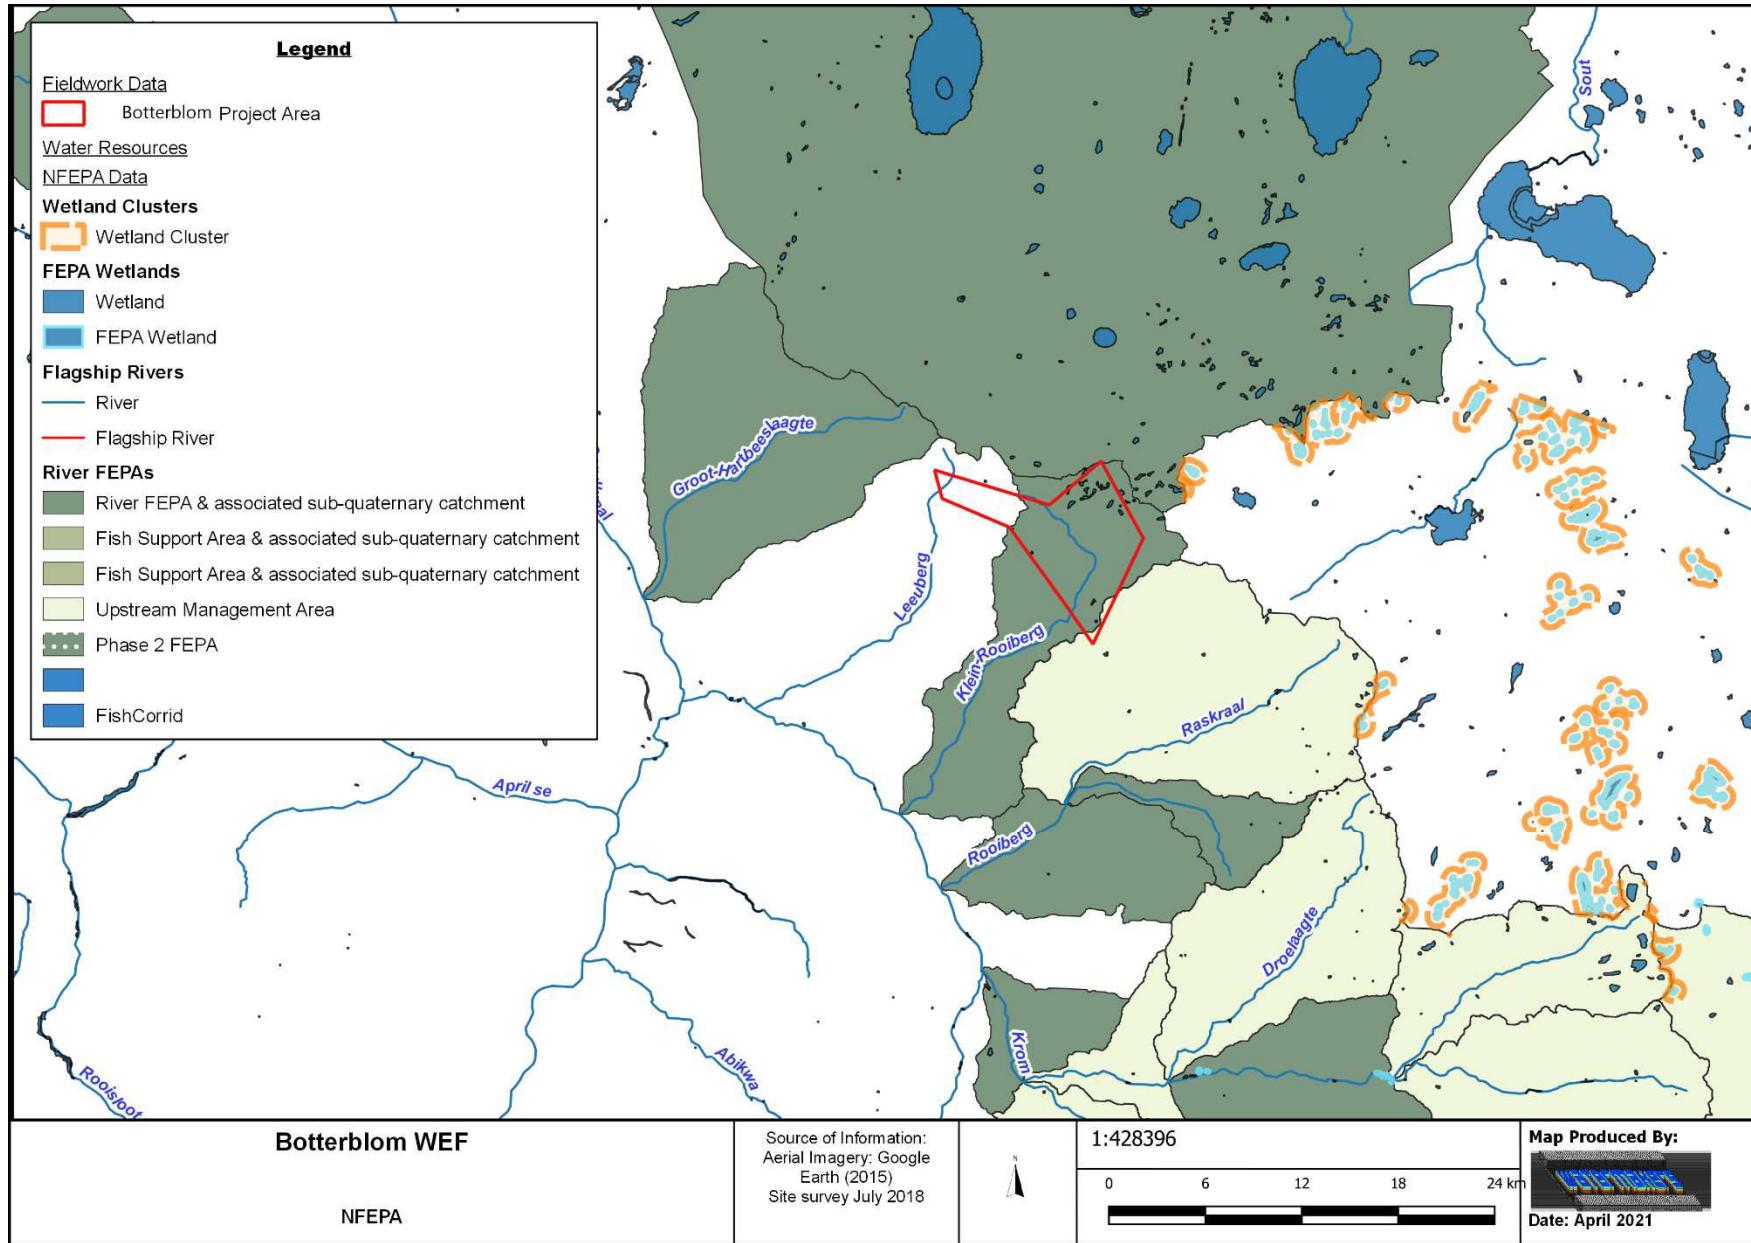 Legend
Fieldwork Data
Botterblom Project Area
Water Resources
NFEPA Data
Wetland Clusters
Wetland Cluster
FEPA Wetlands
Wetland
FEPA Wetland
Flagship Rivers
River
Flagship River
River FEPAs
River FEPA & associated sub-quaternary catchment
Fish Support Area & associated sub-quaternary catchment
Fish Support Area & associated sub-quaternary catchment
Upstream Management Area
Phase 2 FEPA
FishCorrid
Sout
Groot-Hartbeeslaagte
Leeuberg
Klein-Rooiberg
Raskraal
April se
Rooiberg
Droelaagte
Krom
Abikwa
Rooisloot
Botterblom WEF
NFEPA
Source of Information:
Aerial Imagery: Google
Earth (2015)
Site survey July 2018
N
1:428396
0 6 12 18 24 km
Map Produced By:
Watermakers
Date: April 2021